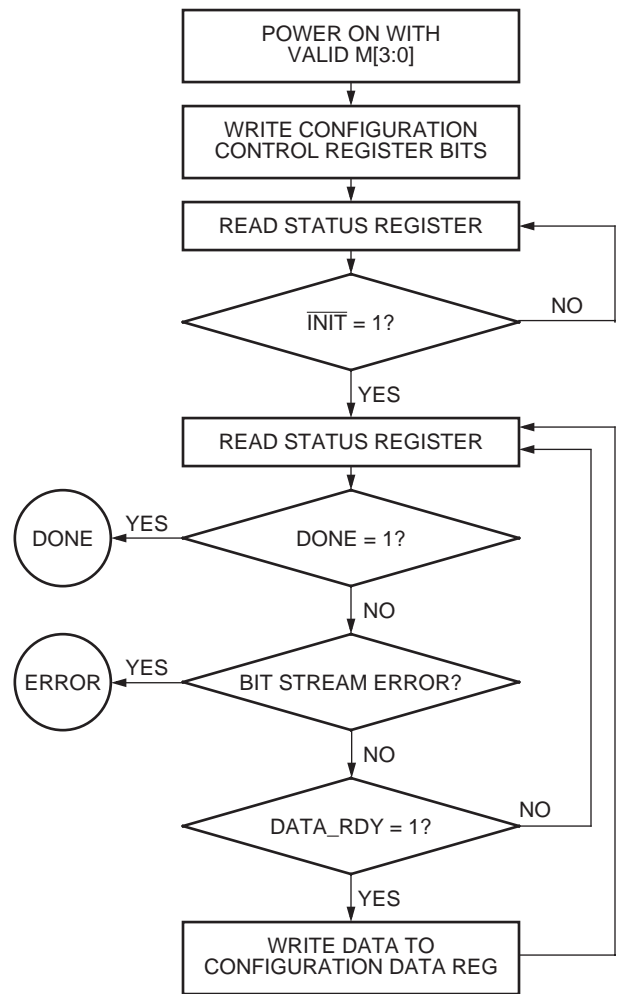 POWER ON WITH
VALID M[3:0]
WRITE CONFIGURATION
CONTROL REGISTER BITS
READ STATUS REGISTER
I̅N̅I̅T̅ = 1?
NO
YES
READ STATUS REGISTER
DONE
YES
DONE = 1?
NO
ERROR
YES
BIT STREAM ERROR?
NO
DATA_RDY = 1?
NO
YES
WRITE DATA TO
CONFIGURATION DATA REG